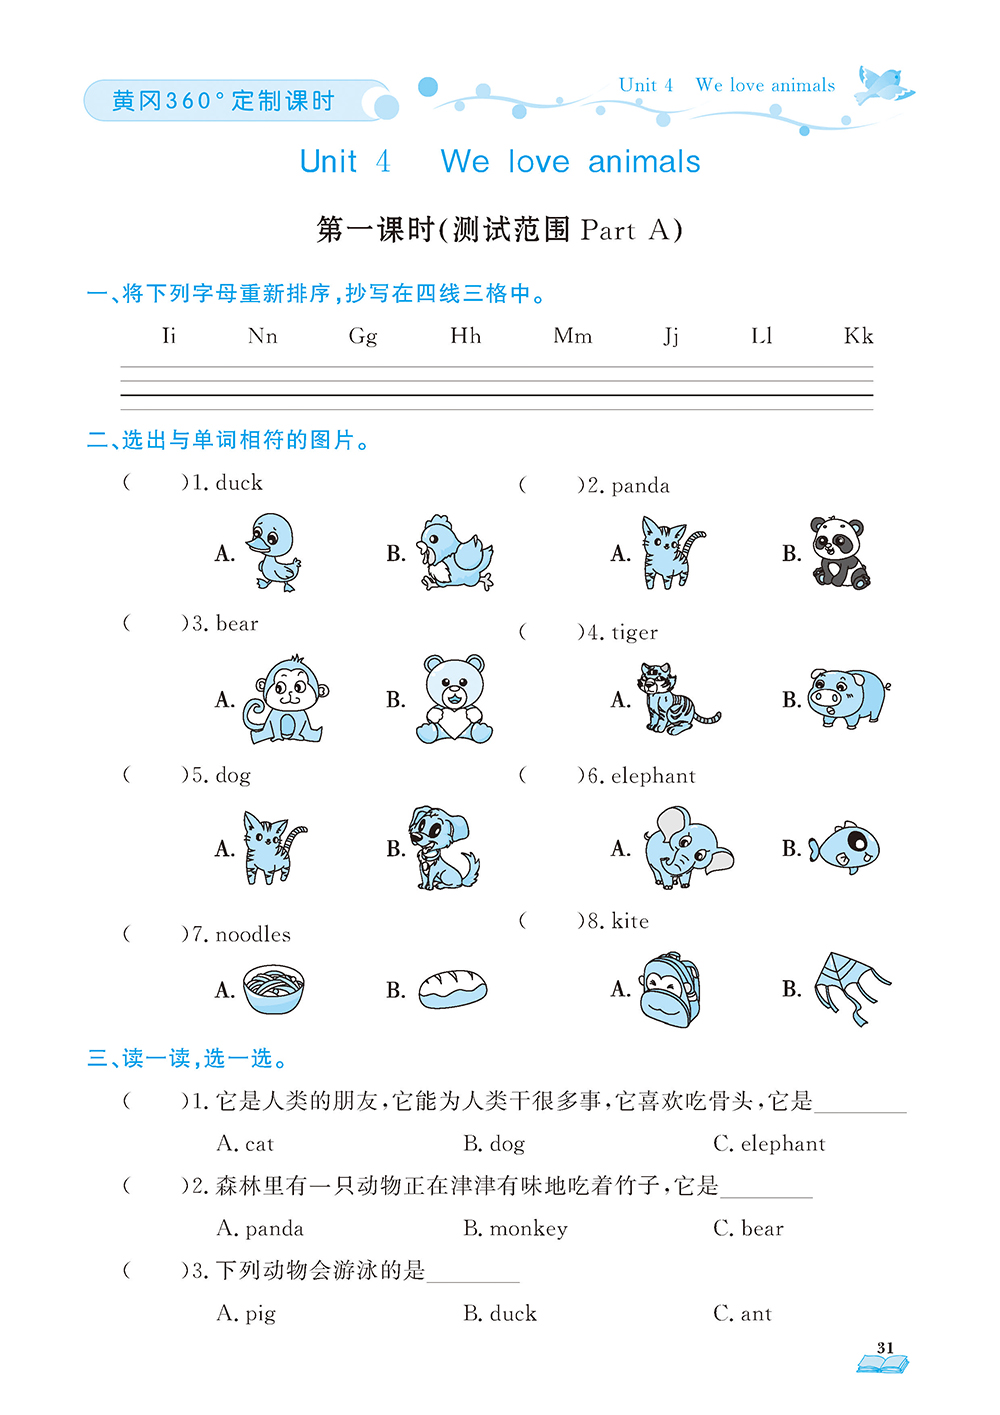 黄冈360°定制课时
Unit 4 We love animals
Unit 4 We love animals
第一课时(测试范围 Part A)
一、将下列字母重新排序,抄写在四线三格中。
Ii Nn Gg Hh Mm Jj Ll Kk
二、选出与单词相符的图片。
( )1. duck
( )2. panda
A. B.
A. B.
( )3. bear
( )4. tiger
A. B.
A. B.
( )5. dog
( )6. elephant
A. B.
A. B.
( )7. noodles
( )8. kite
A. B.
A. B.
三、读一读,选一选。
( )1. 它是人类的朋友,它能为人类干很多事,它喜欢吃骨头,它是________
A. cat B. dog C. elephant
( )2. 森林里有一只动物正在津津有味地吃着竹子,它是________
A. panda B. monkey C. bear
( )3. 下列动物会游泳的是________
A. pig B. duck C. ant
31